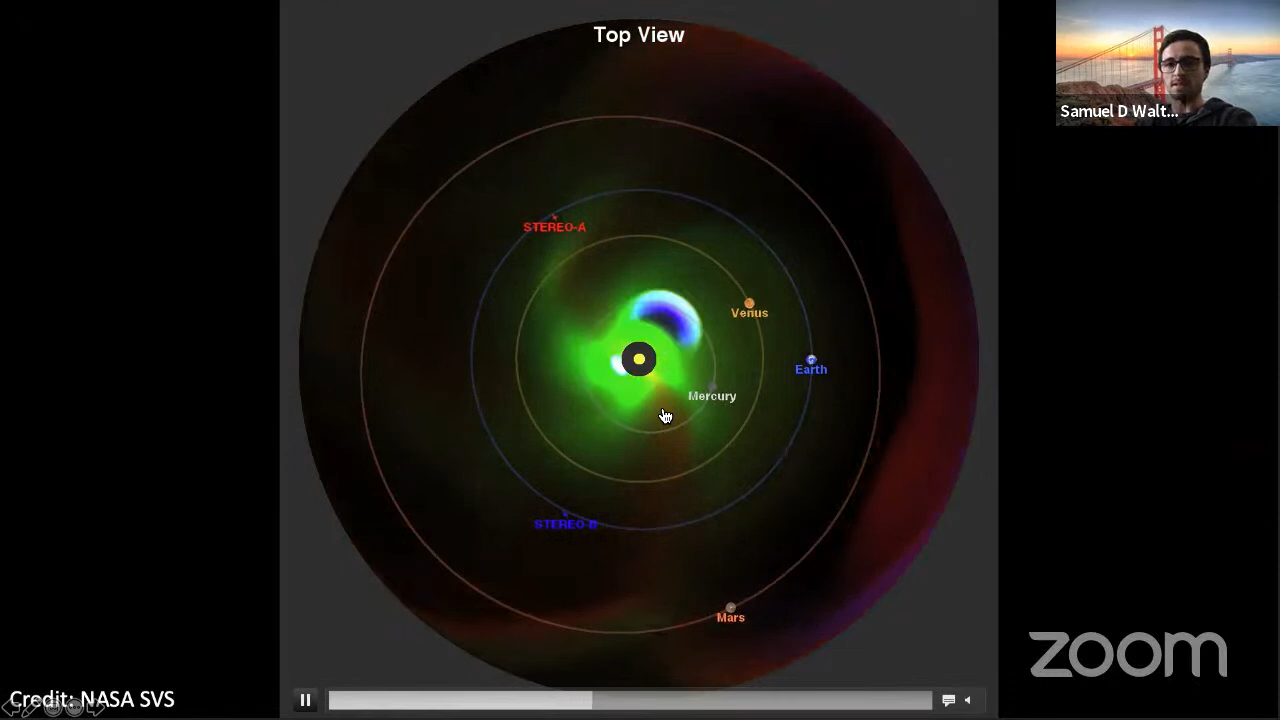 Top View
Samuel D Walt...
STEREO-A
Venus
Earth
Mercury
STEREO-B
Mars
zoom
Credit: NASA SVS